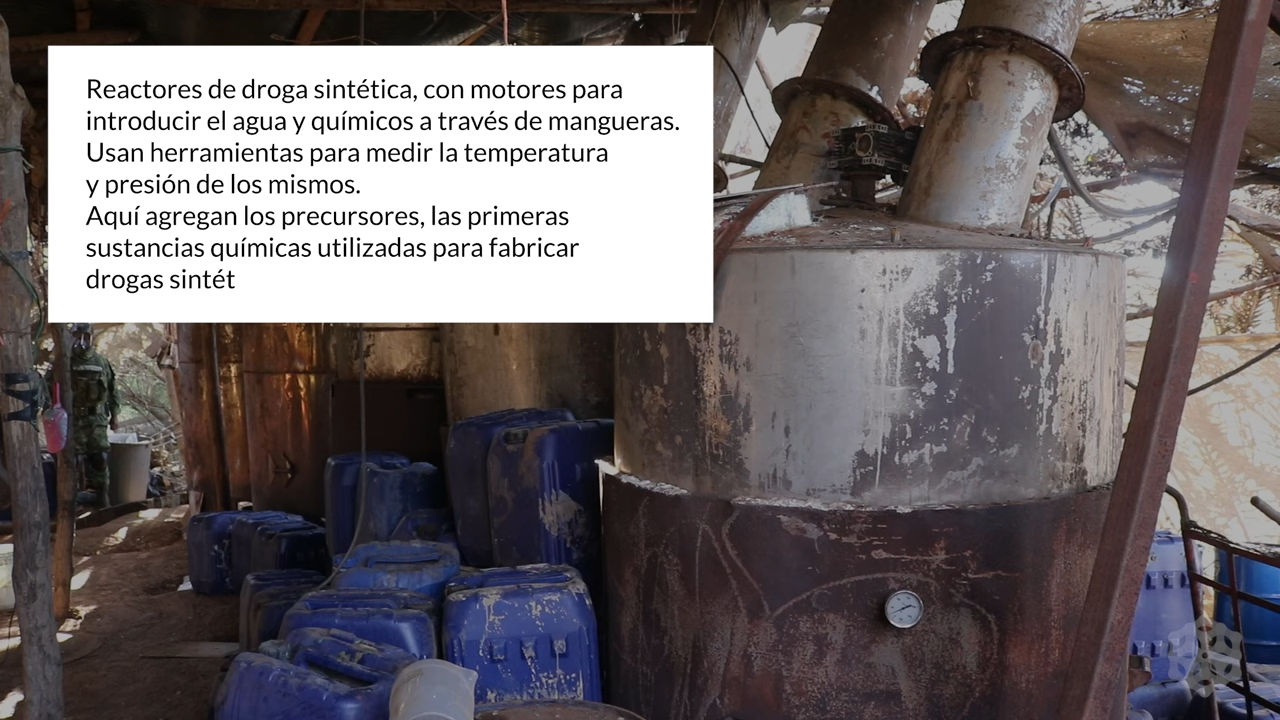 Reactores de droga sintética, con motores para
introducir el agua y químicos a través de mangueras.
Usan herramientas para medir la temperatura
y presión de los mismos.
Aquí agregan los precursores, las primeras
sustancias químicas utilizadas para fabricar
drogas sintét